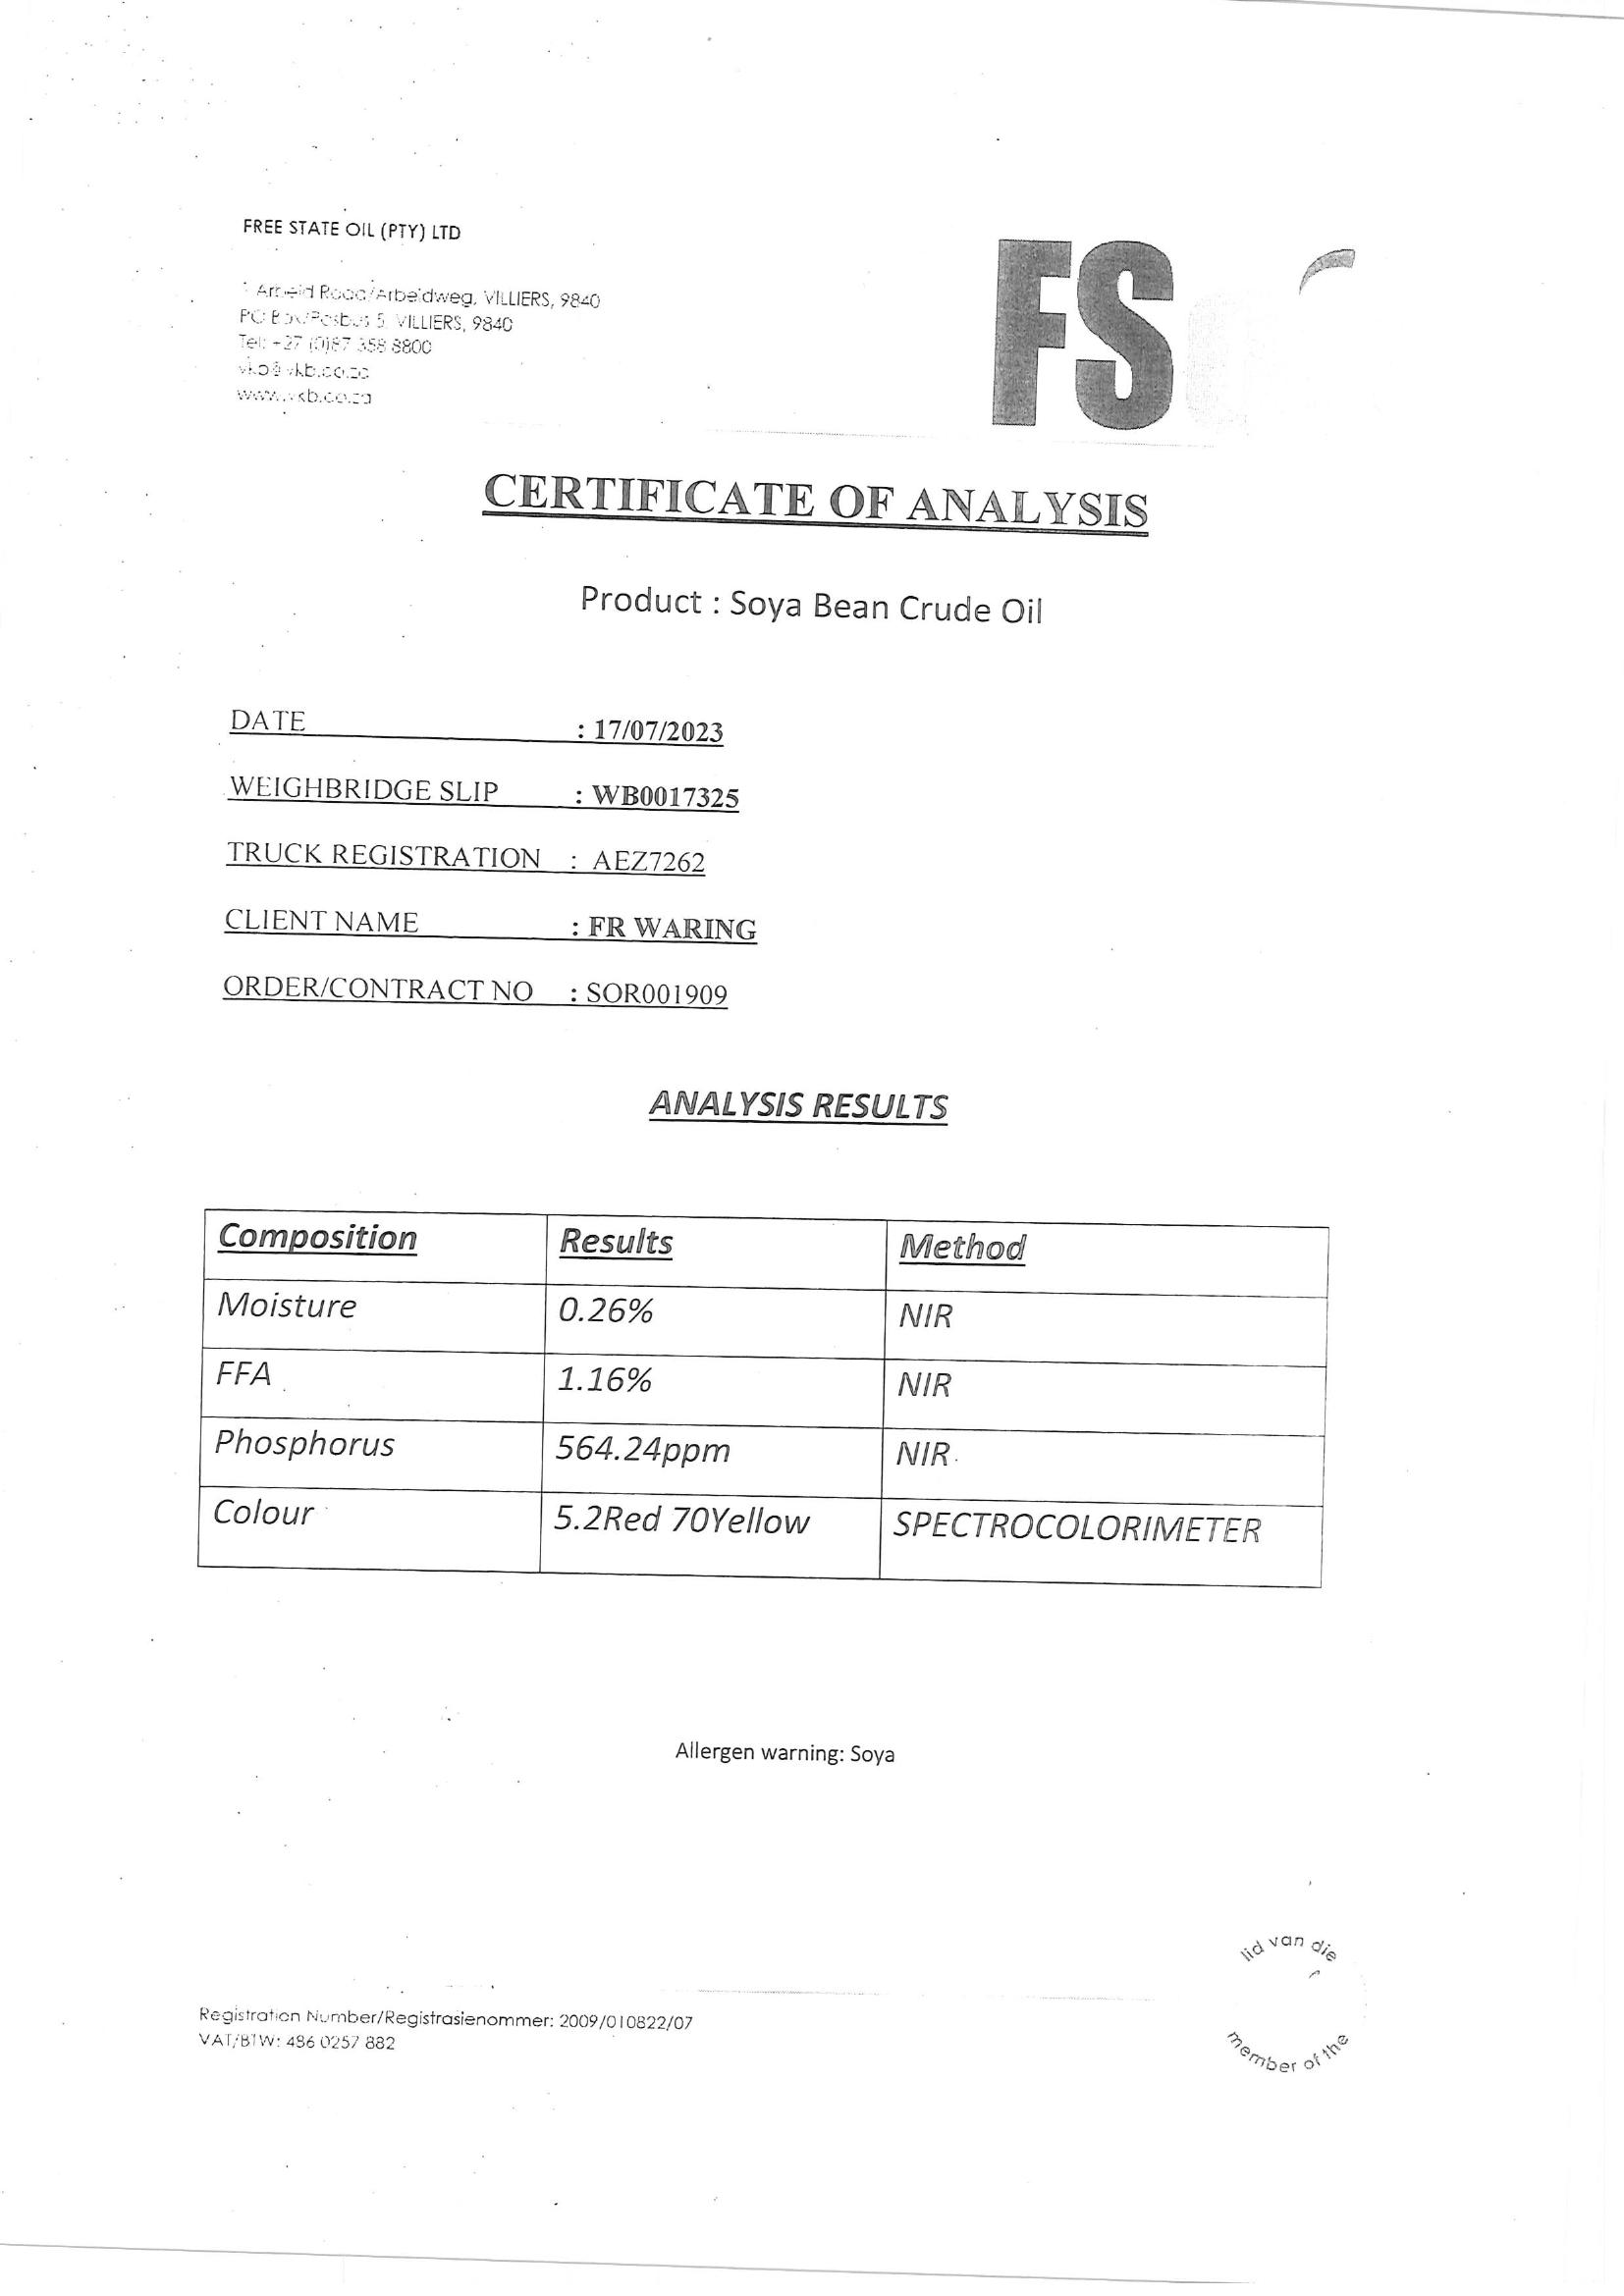 FREE STATE OIL (PTY) LTD
FS
Arbeid Road/Arbeidweg, VILLIERS, 9840
PO Box/Posbus 5, VILLIERS, 9840
Tel: +27 (0)87 358 8800
www.vkb.co.za
CERTIFICATE OF ANALYSIS
Product : Soya Bean Crude Oil
DATE : 17/07/2023
WEIGHBRIDGE SLIP : WB0017325
TRUCK REGISTRATION : AEZ7262
CLIENT NAME : FR WARING
ORDER/CONTRACT NO : SOR001909
ANALYSIS RESULTS
Composition Results Method
Moisture 0.26% NIR
FFA 1.16% NIR
Phosphorus 564.24ppm NIR
Colour 5.2Red 70Yellow SPECTROCOLORIMETER
Allergen warning: Soya
lid van die
member of the
Registration Number/Registrasienommer: 2009/010822/07
VAT/BTW: 486 0257 882